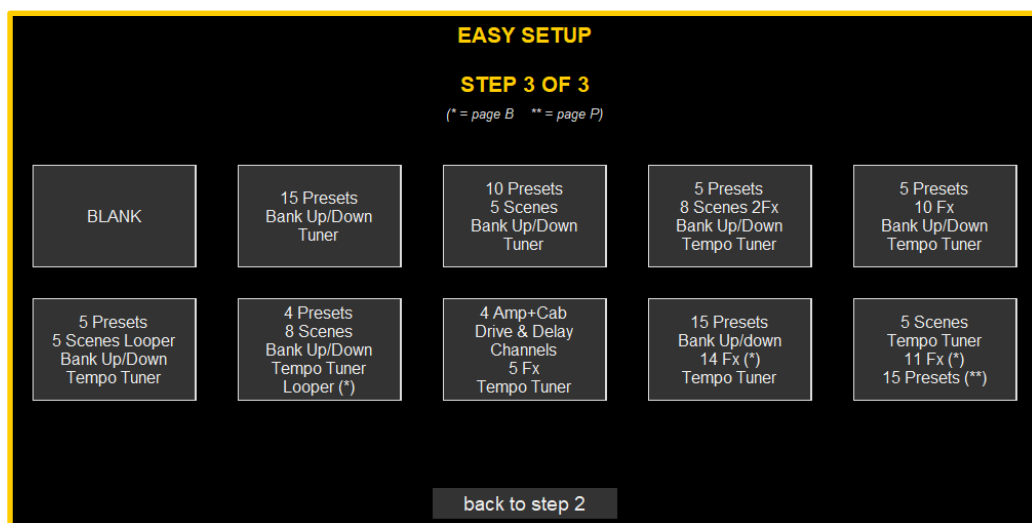 EASY SETUP
STEP 3 OF 3
(* = page B ** = page P)
BLANK
15 Presets
Bank Up/Down
Tuner
10 Presets
5 Scenes
Bank Up/Down
Tuner
5 Presets
8 Scenes 2Fx
Bank Up/Down
Tempo Tuner
5 Presets
10 Fx
Bank Up/Down
Tempo Tuner
5 Presets
5 Scenes Looper
Bank Up/Down
Tempo Tuner
4 Presets
8 Scenes
Bank Up/Down
Tempo Tuner
Looper (*)
4 Amp+Cab
Drive & Delay
Channels
5 Fx
Tempo Tuner
15 Presets
Bank Up/down
14 Fx (*)
Tempo Tuner
5 Scenes
Tempo Tuner
11 Fx (*)
15 Presets (**)
back to step 2